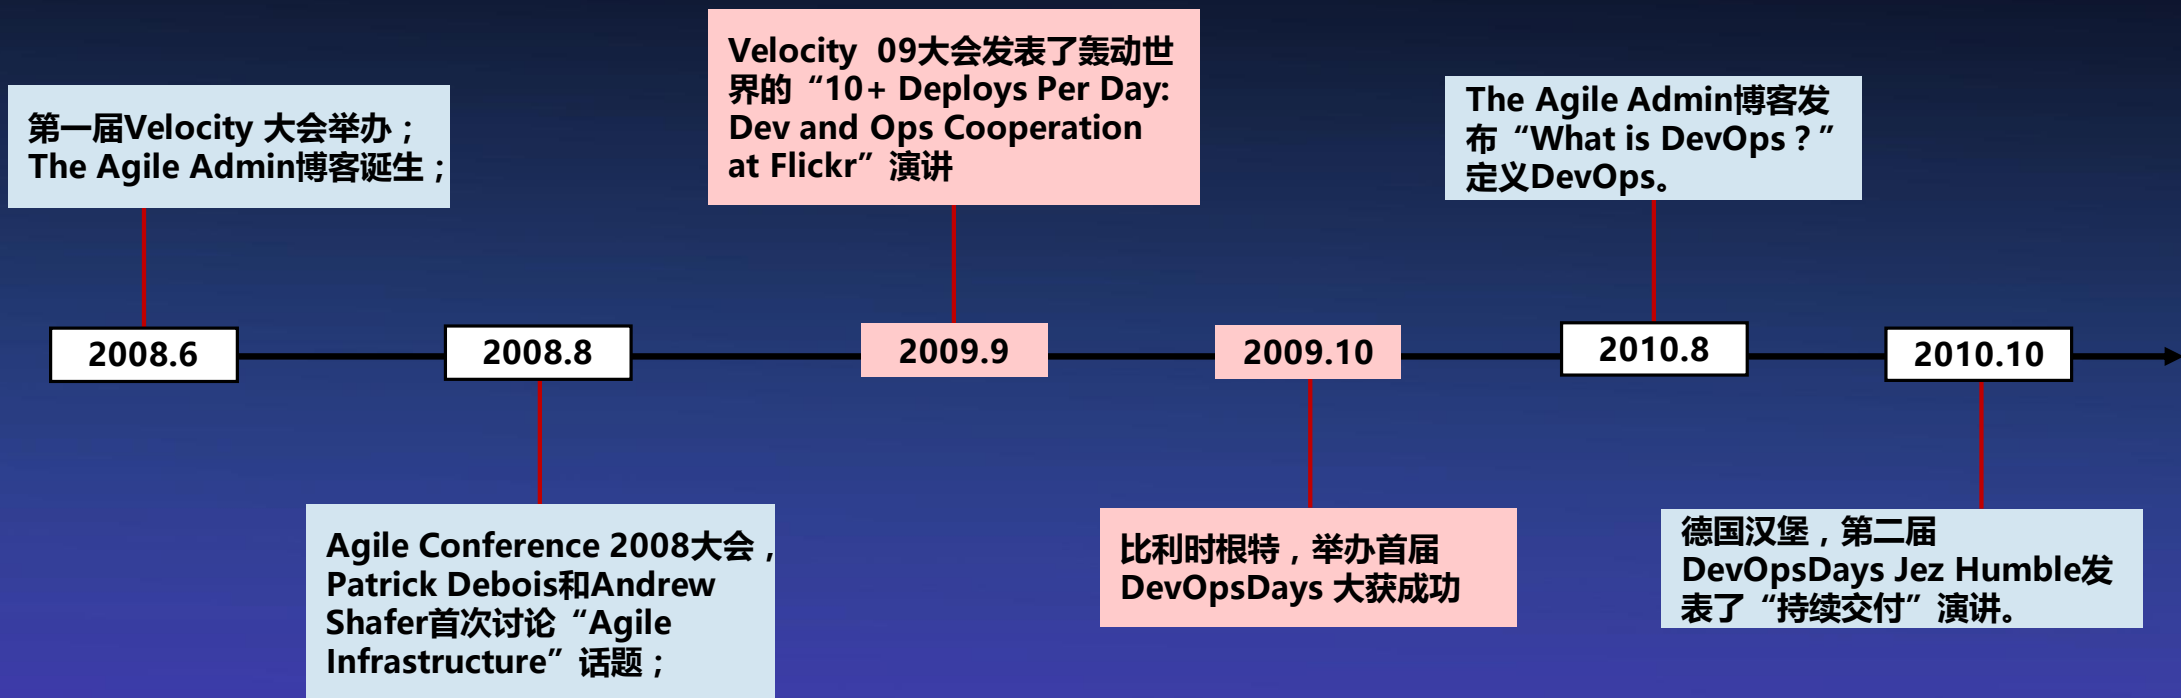 第一届Velocity 大会举办；
The Agile Admin博客诞生；
Velocity  09大会发表了轰动世
界的“10+ Deploys Per Day:
Dev and Ops Cooperation
at Flickr”演讲
The Agile Admin博客发
布“What is DevOps？”
定义DevOps。
2008.6
2008.8
2009.9
2009.10
2010.8
2010.10
Agile Conference 2008大会，
Patrick Debois和Andrew
Shafer首次讨论“Agile
Infrastructure”话题；
比利时根特，举办首届
DevOpsDays 大获成功
德国汉堡，第二届
DevOpsDays Jez Humble发
表了“持续交付”演讲。